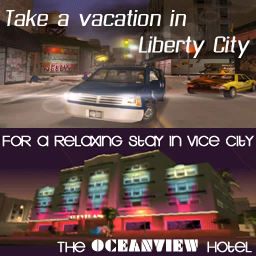 Take a vacation in
Liberty City
FOR A RELAXING STAY IN VICE CITY
THE OCEANVIEW HOTEL